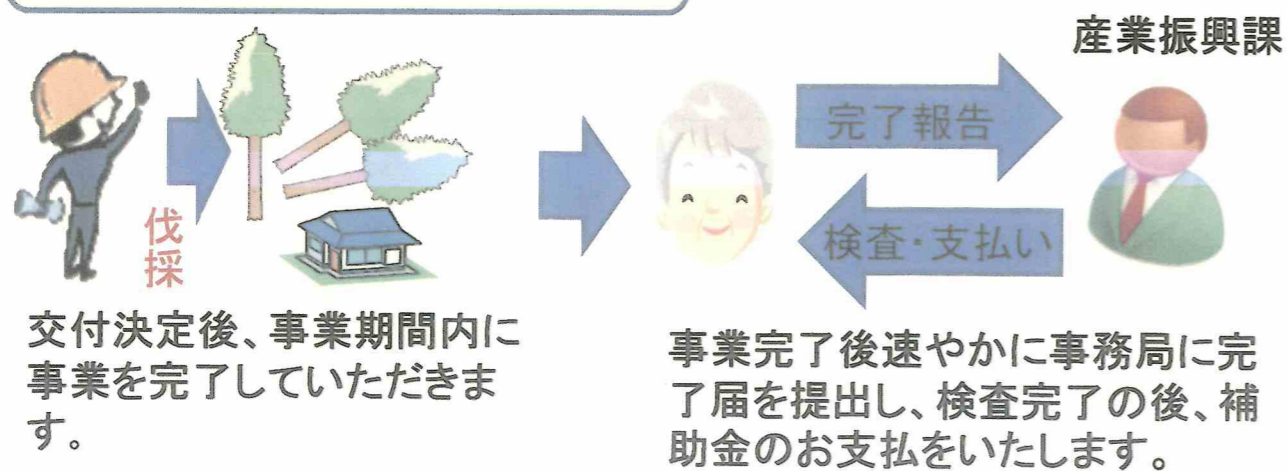 産業振興課
完了報告
検査・支払い
伐
採
交付決定後、事業期間内に
事業を完了していただきま
す。
事業完了後速やかに事務局に完
了届を提出し、検査完了の後、補
助金のお支払をいたします。